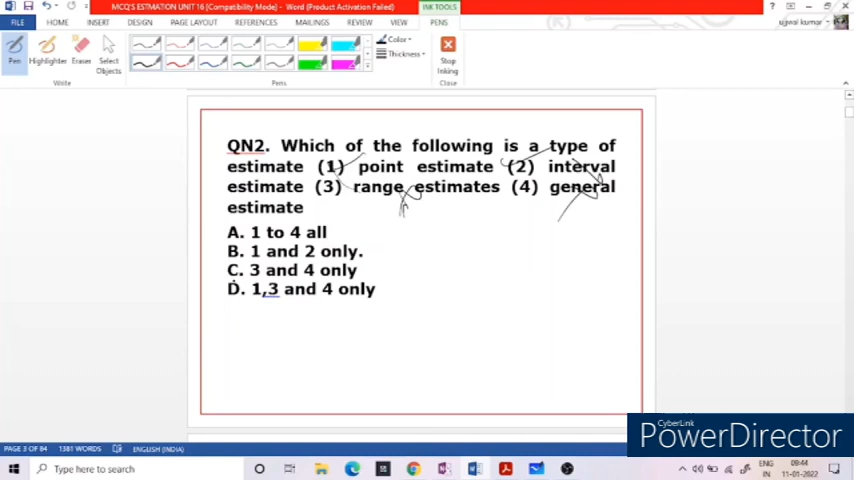 MCQ'S ESTMATION UNIT 16 [Compatibility Mode] - Word (Product Activation Failed)
INK TOOLS
FILE HOME INSERT DESIGN PAGE LAYOUT REFERENCES MAILINGS REVIEW VIEW PENS
ujjwal kumar
Pen Highlighter Eraser Select Objects
Color
Thickness
Stop Inking
Write Pens Close
QN2. Which of the following is a type of
estimate (1) point estimate (2) interval
estimate (3) range estimates (4) general
estimate
A. 1 to 4 all
B. 1 and 2 only.
C. 3 and 4 only
D. 1,3 and 4 only
CyberLink
PowerDirector
PAGE 3 OF 84 1381 WORDS ENGLISH (INDIA)
Type here to search
ENG
IN
09:44
11-01-2022